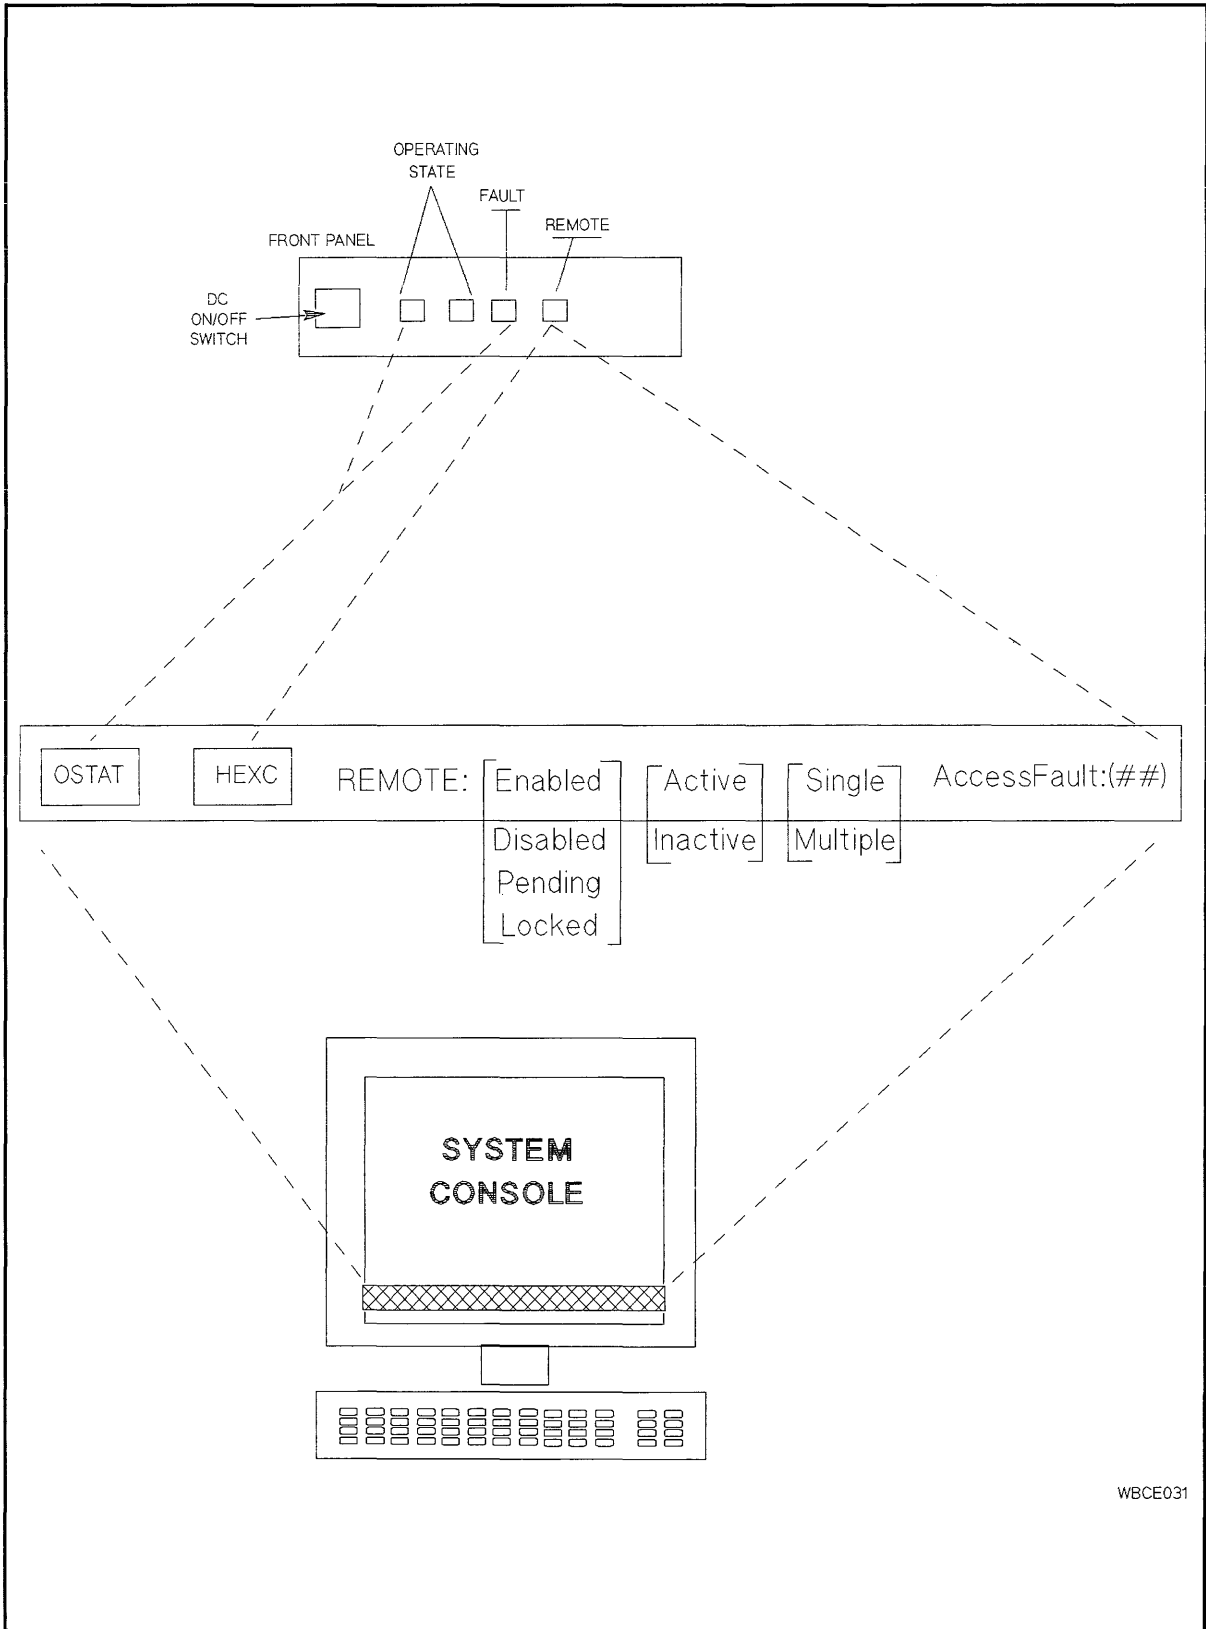 OPERATING
STATE
FAULT
REMOTE
FRONT PANEL
DC
ON/OFF
SWITCH
OSTAT HEXC REMOTE: Enabled Active Single AccessFault:(##)
Disabled Inactive Multiple
Pending
Locked
SYSTEM
CONSOLE
WBCE031